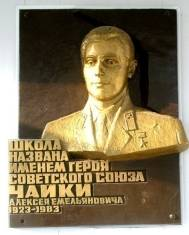 ШКОЛА
НАЗВАНА
ИМЕНЕМ ГЕРОЯ
СОВЕТСКОГО СОЮЗА
ЧАЙКИ
АЛЕКСЕЯ ЕМЕЛЬЯНОВИЧА
1923-1983